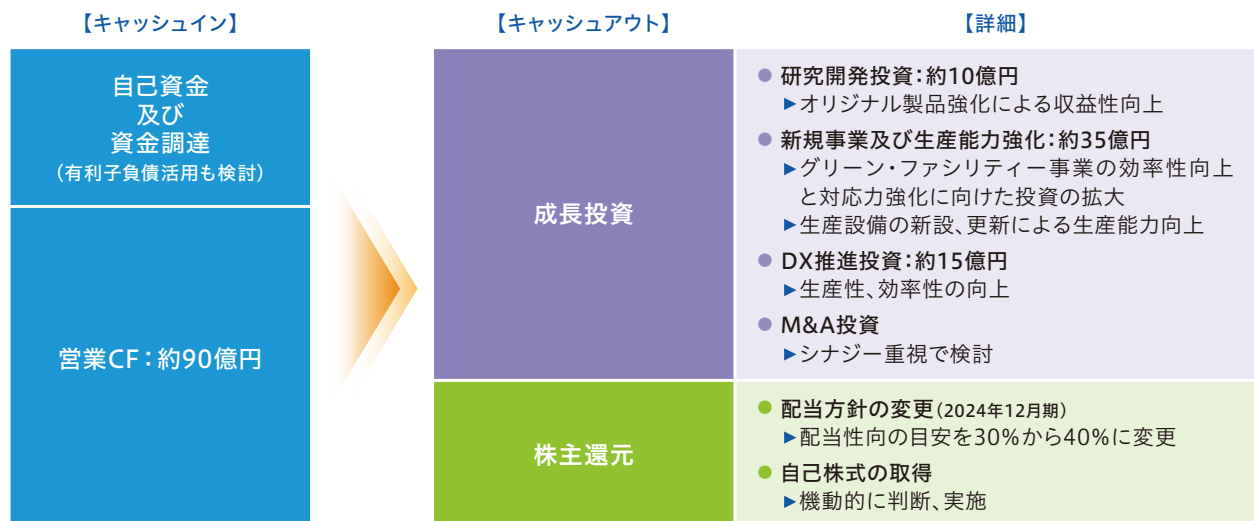 【キャッシュイン】
自己資金
及び
資金調達
(有利子負債活用も検討)
営業CF：約90億円
【キャッシュアウト】
成長投資
株主還元
【詳細】
● 研究開発投資：約10億円
▶オリジナル製品強化による収益性向上
● 新規事業及び生産能力強化：約35億円
▶グリーン・ファシリティー事業の効率性向上
と対応力強化に向けた投資の拡大
▶生産設備の新設、更新による生産能力向上
● DX推進投資：約15億円
▶生産性、効率性の向上
● M&A投資
▶シナジー重視で検討
● 配当方針の変更(2024年12月期)
▶配当性向の目安を30%から40%に変更
● 自己株式の取得
▶機動的に判断、実施